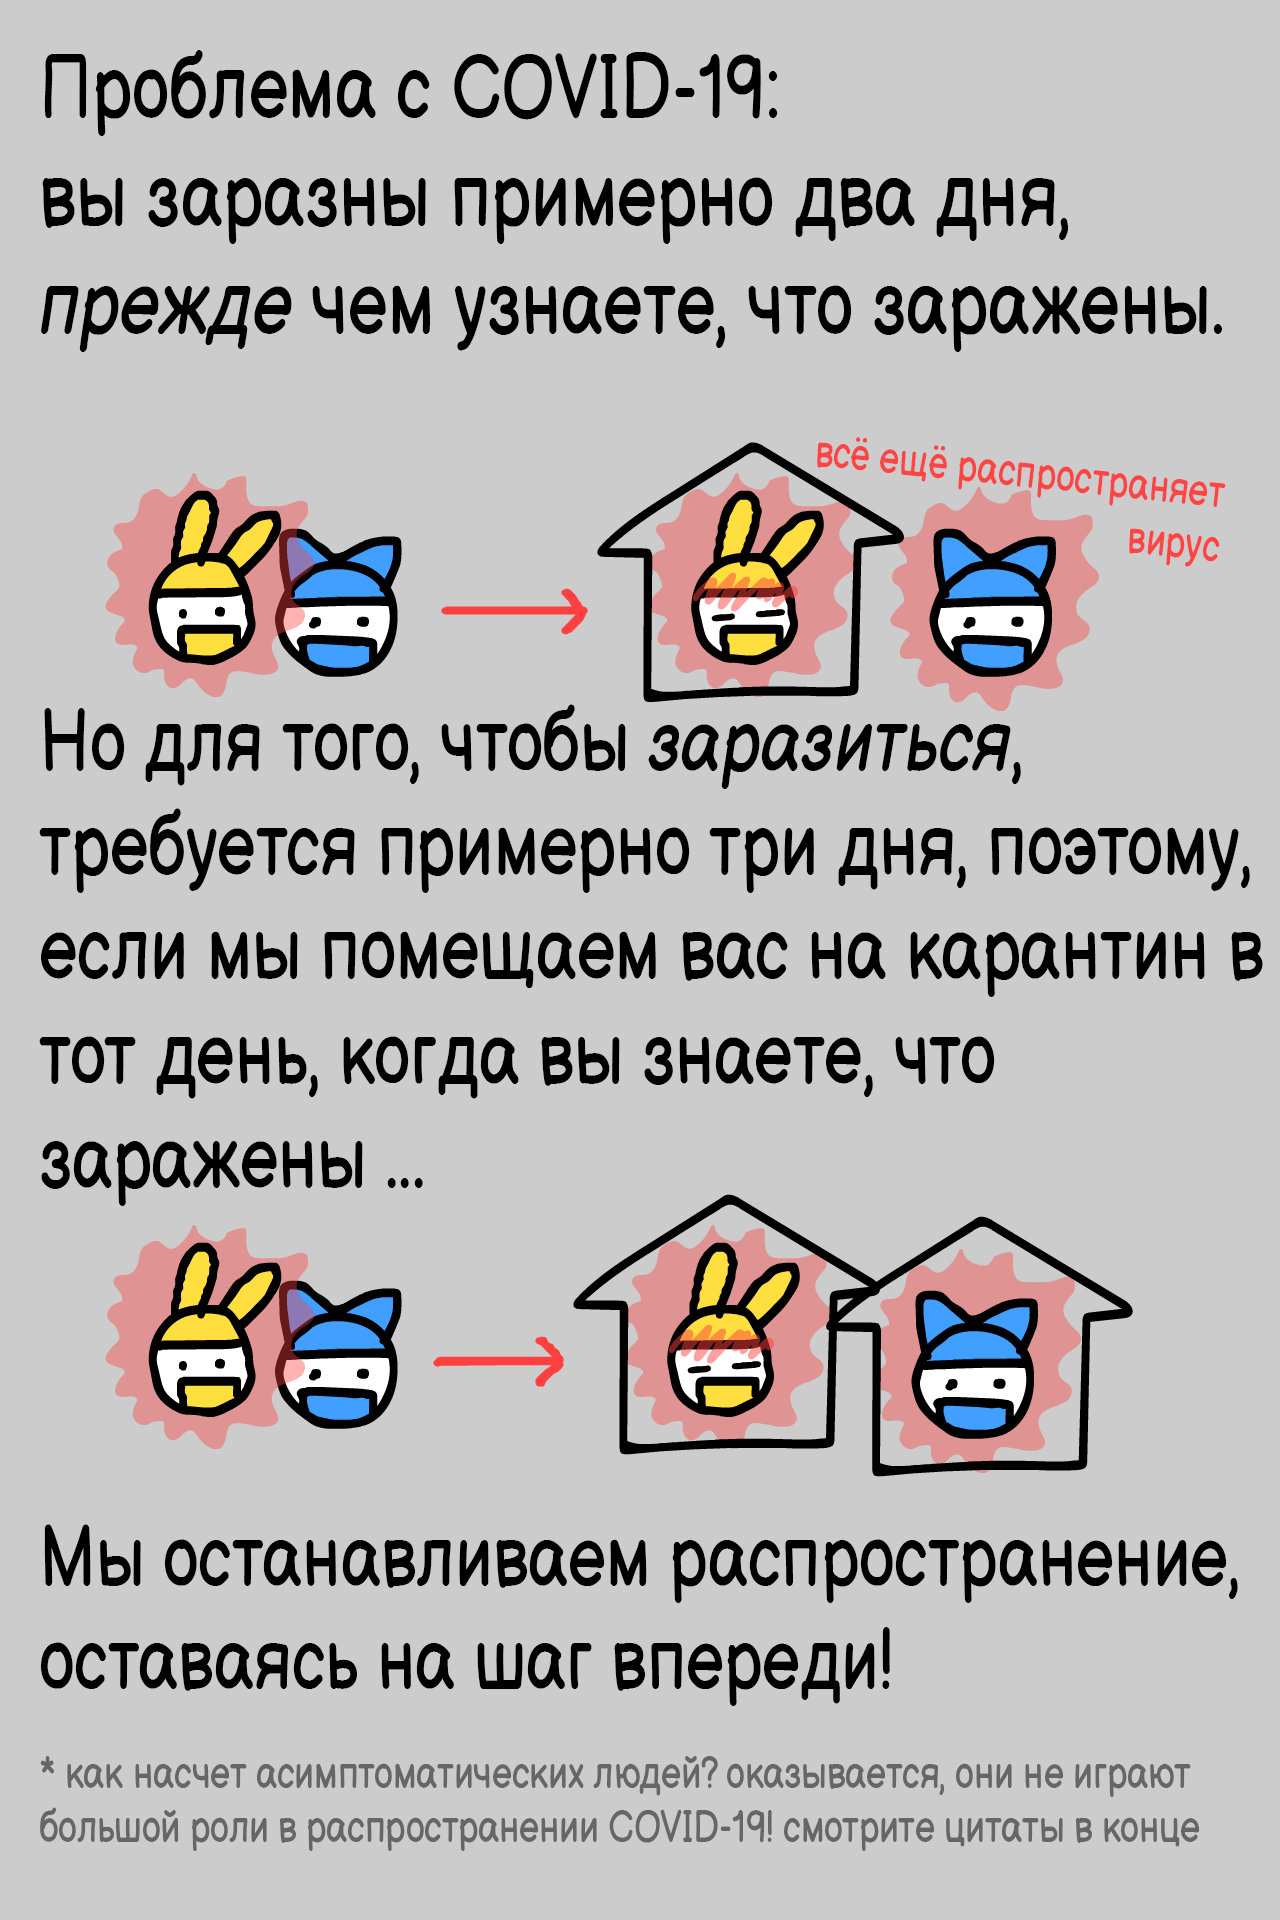 Проблема с COVID-19:
вы заразны примерно два дня,
прежде чем узнаете, что заражены.
всё ещё распространяет
вирус
Но для того, чтобы заразиться,
требуется примерно три дня, поэтому,
если мы помещаем вас на карантин в
тот день, когда вы знаете, что
заражены ...
Мы останавливаем распространение,
оставаясь на шаг впереди!
* как насчет асимптоматических людей? оказывается, они не играют
большой роли в распространении COVID-19! смотрите цитаты в конце